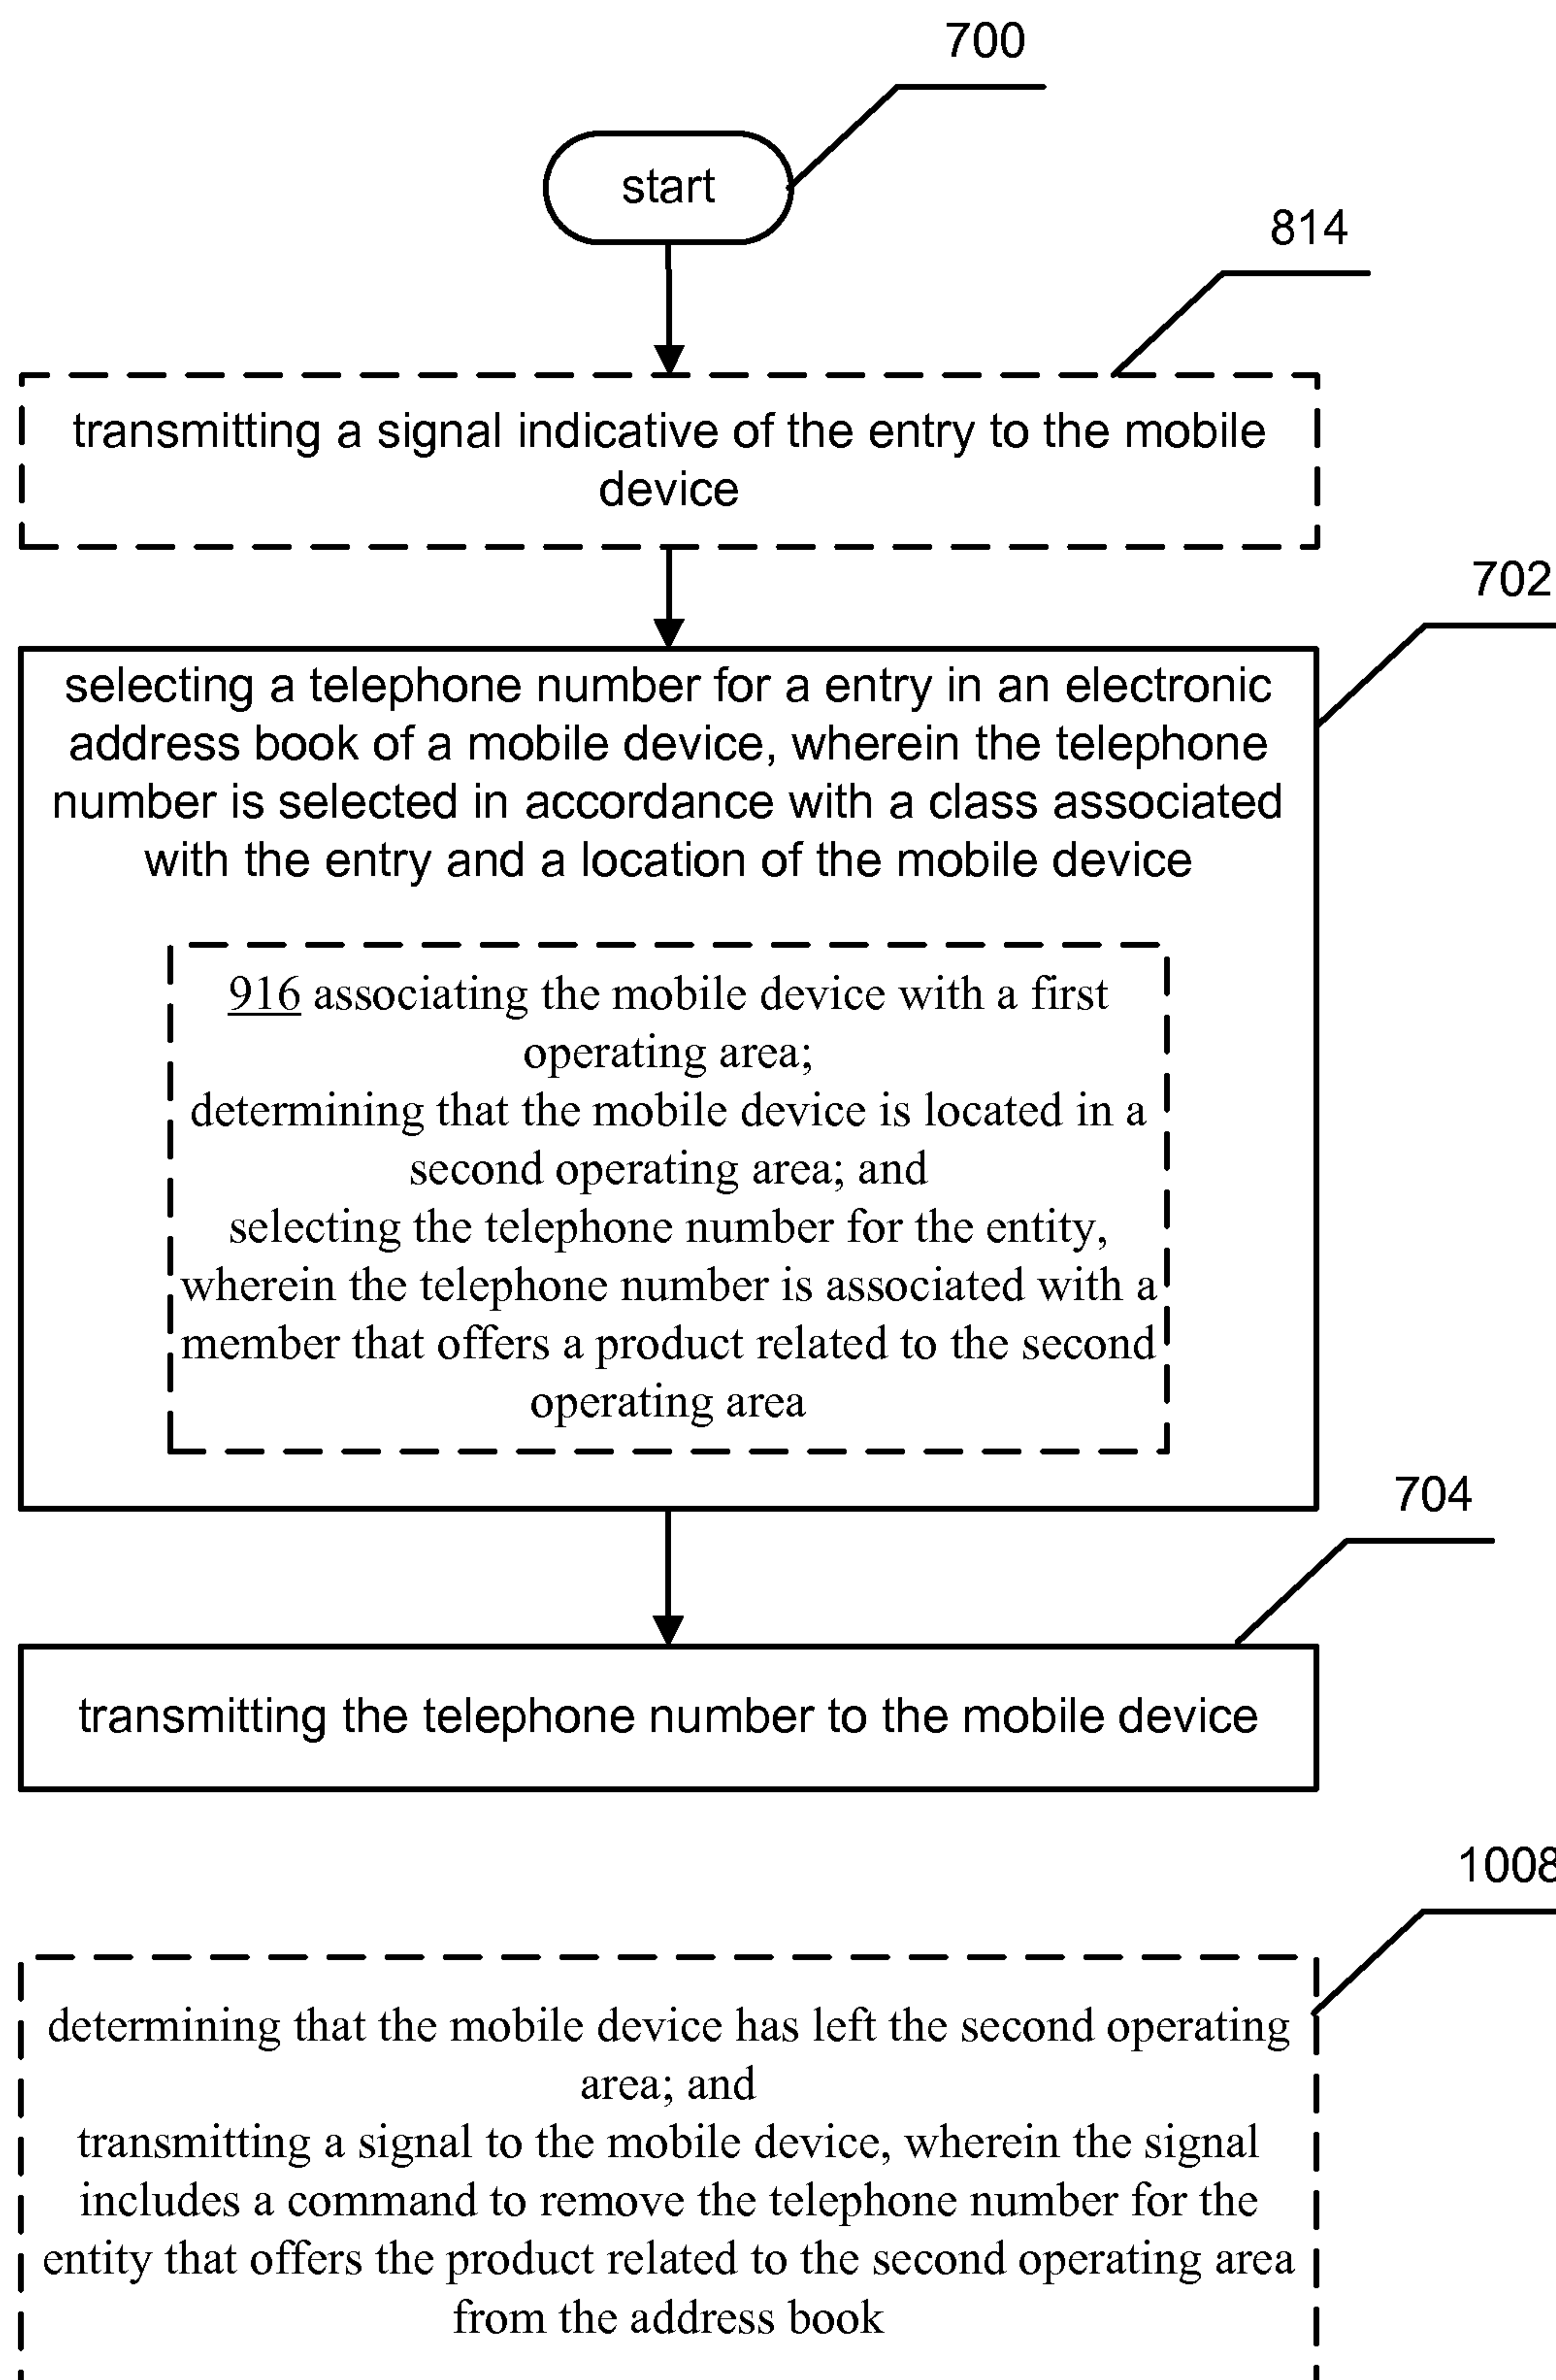 700
start
814
transmitting a signal indicative of the entry to the mobile
device
702
selecting a telephone number for a entry in an electronic
address book of a mobile device, wherein the telephone
number is selected in accordance with a class associated
with the entry and a location of the mobile device
916 associating the mobile device with a first
operating area;
determining that the mobile device is located in a
second operating area; and
selecting the telephone number for the entity,
wherein the telephone number is associated with a
member that offers a product related to the second
operating area
704
transmitting the telephone number to the mobile device
1008
determining that the mobile device has left the second operating
area; and
transmitting a signal to the mobile device, wherein the signal
includes a command to remove the telephone number for the
entity that offers the product related to the second operating area
from the address book